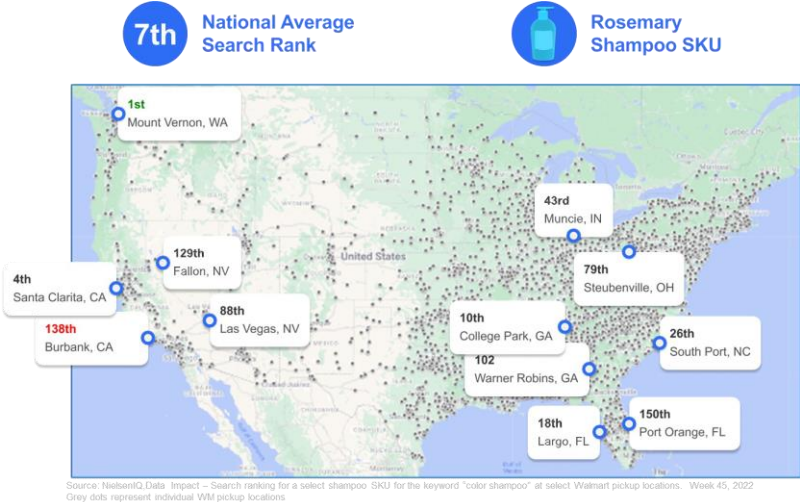 7th
National Average
Search Rank
Rosemary
Shampoo SKU
1st
Mount Vernon, WA
43rd
Muncie, IN
129th
Fallon, NV
United States
79th
Steubenville, OH
4th
Santa Clarita, CA
88th
Las Vegas, NV
10th
College Park, GA
138th
Burbank, CA
26th
South Port, NC
102
Warner Robins, GA
18th
Largo, FL
150th
Port Orange, FL
Source: NielsenIQ Data Impact – Search ranking for a select shampoo SKU for the keyword "color shampoo" at select Walmart pickup locations. Week 45, 2022
Grey dots represent individual WM pickup locations